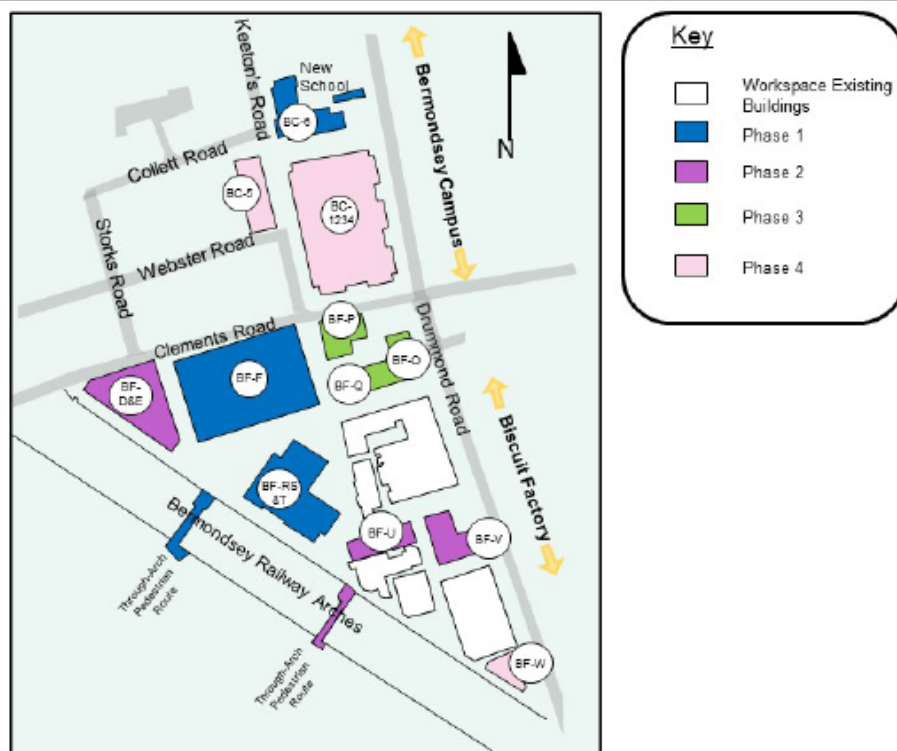 Keeton's Road
New
School
BC-6
Bermondsey Campus
N
Collett Road
BC-5
BC-
1234
Storks Road
Webster Road
Clements Road
BF-P
Drummond Road
BF-O
BF-Q
BF-F
BF-
D&E
Biscuit Factory
BF-RS
&T
BF-U
BF-V
Bermondsey Railway Arches
Through-Arch
Pedestrian
Route
Through-Arch
Pedestrian
Route
BF-W
Key
Workspace Existing
Buildings
Phase 1
Phase 2
Phase 3
Phase 4